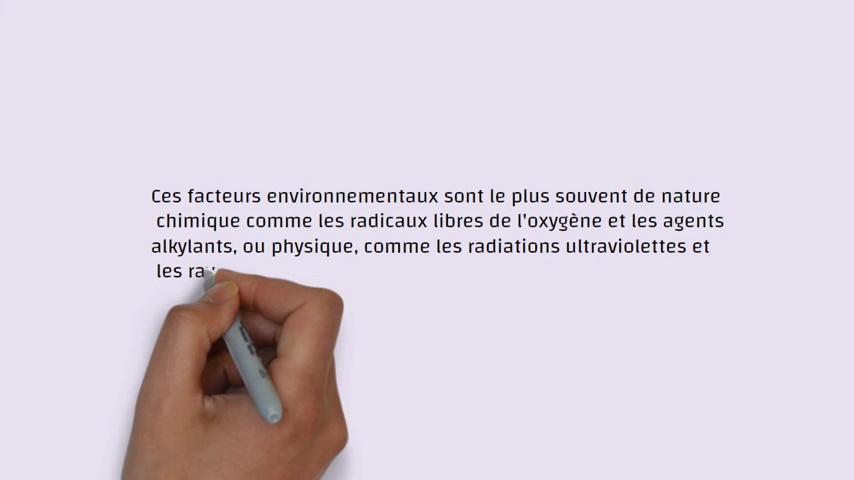 Ces facteurs environnementaux sont le plus souvent de nature
chimique comme les radicaux libres de l'oxygène et les agents
alkylants, ou physique, comme les radiations ultraviolettes et
les